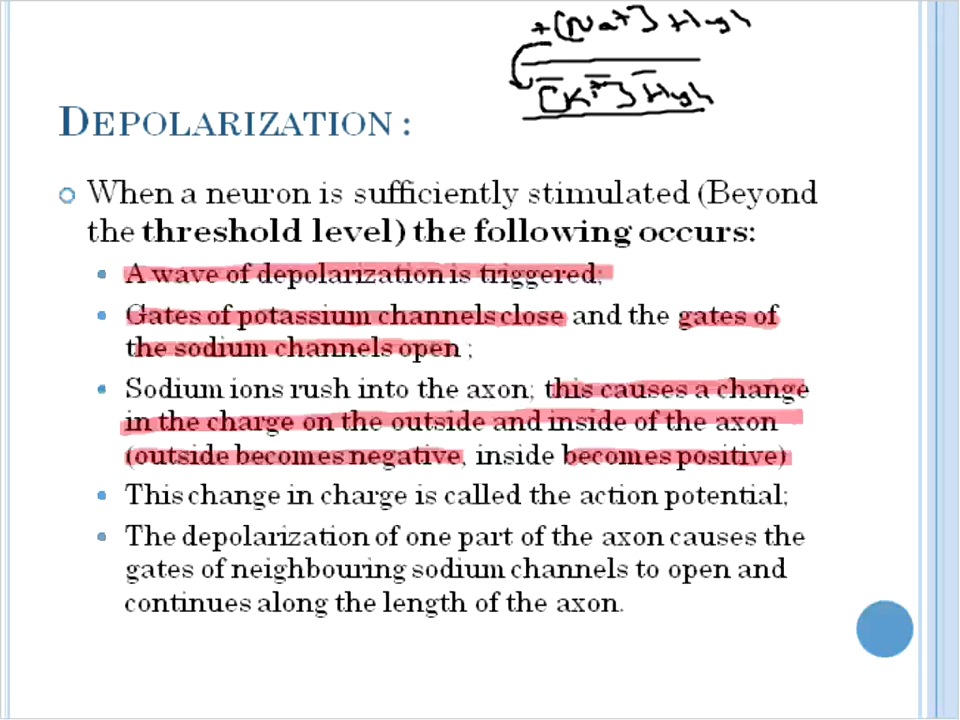 +[Na+] High
[K+] High
DEPOLARIZATION :
When a neuron is sufficiently stimulated (Beyond
the threshold level) the following occurs:
A wave of depolarization is triggered;
Gates of potassium channels close and the gates of
the sodium channels open ;
Sodium ions rush into the axon; this causes a change
in the charge on the outside and inside of the axon
(outside becomes negative, inside becomes positive)
This change in charge is called the action potential;
The depolarization of one part of the axon causes the
gates of neighbouring sodium channels to open and
continues along the length of the axon.